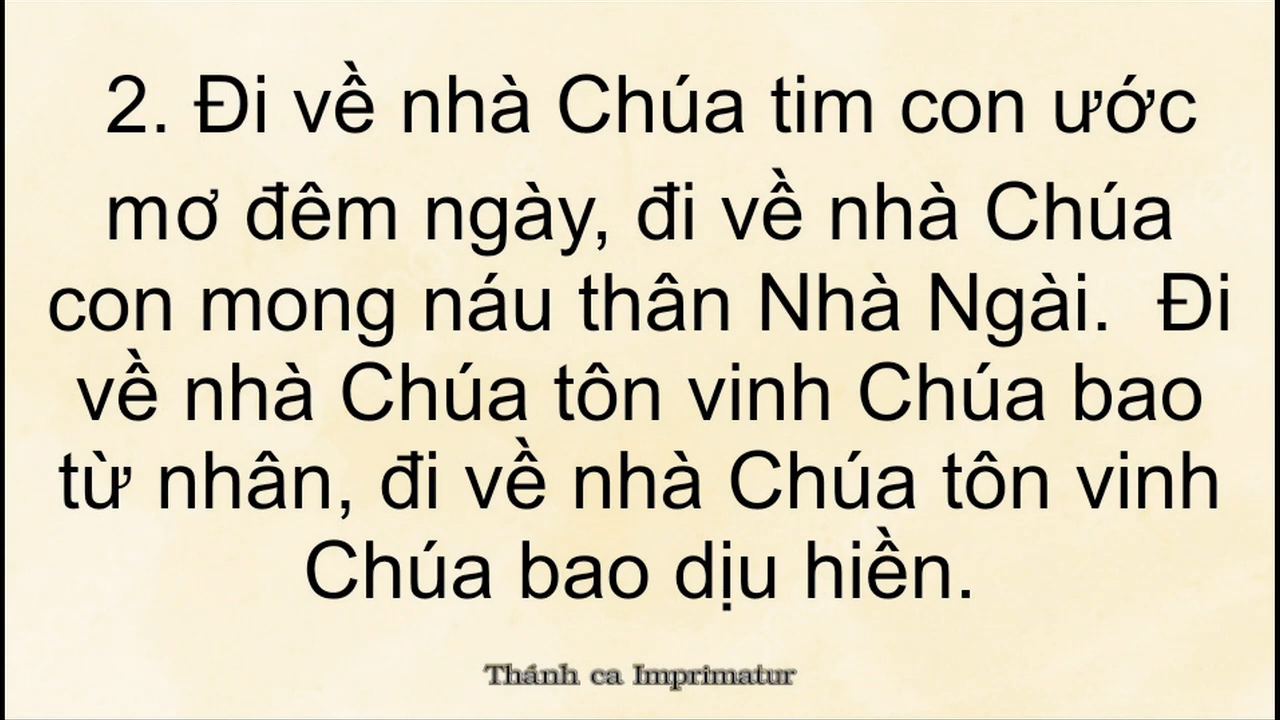 2. Đi về nhà Chúa tim con ước
mơ đêm ngày, đi về nhà Chúa
con mong náu thân Nhà Ngài.  Đi
về nhà Chúa tôn vinh Chúa bao
từ nhân, đi về nhà Chúa tôn vinh
Chúa bao dịu hiền.
Thánh ca Imprimatur